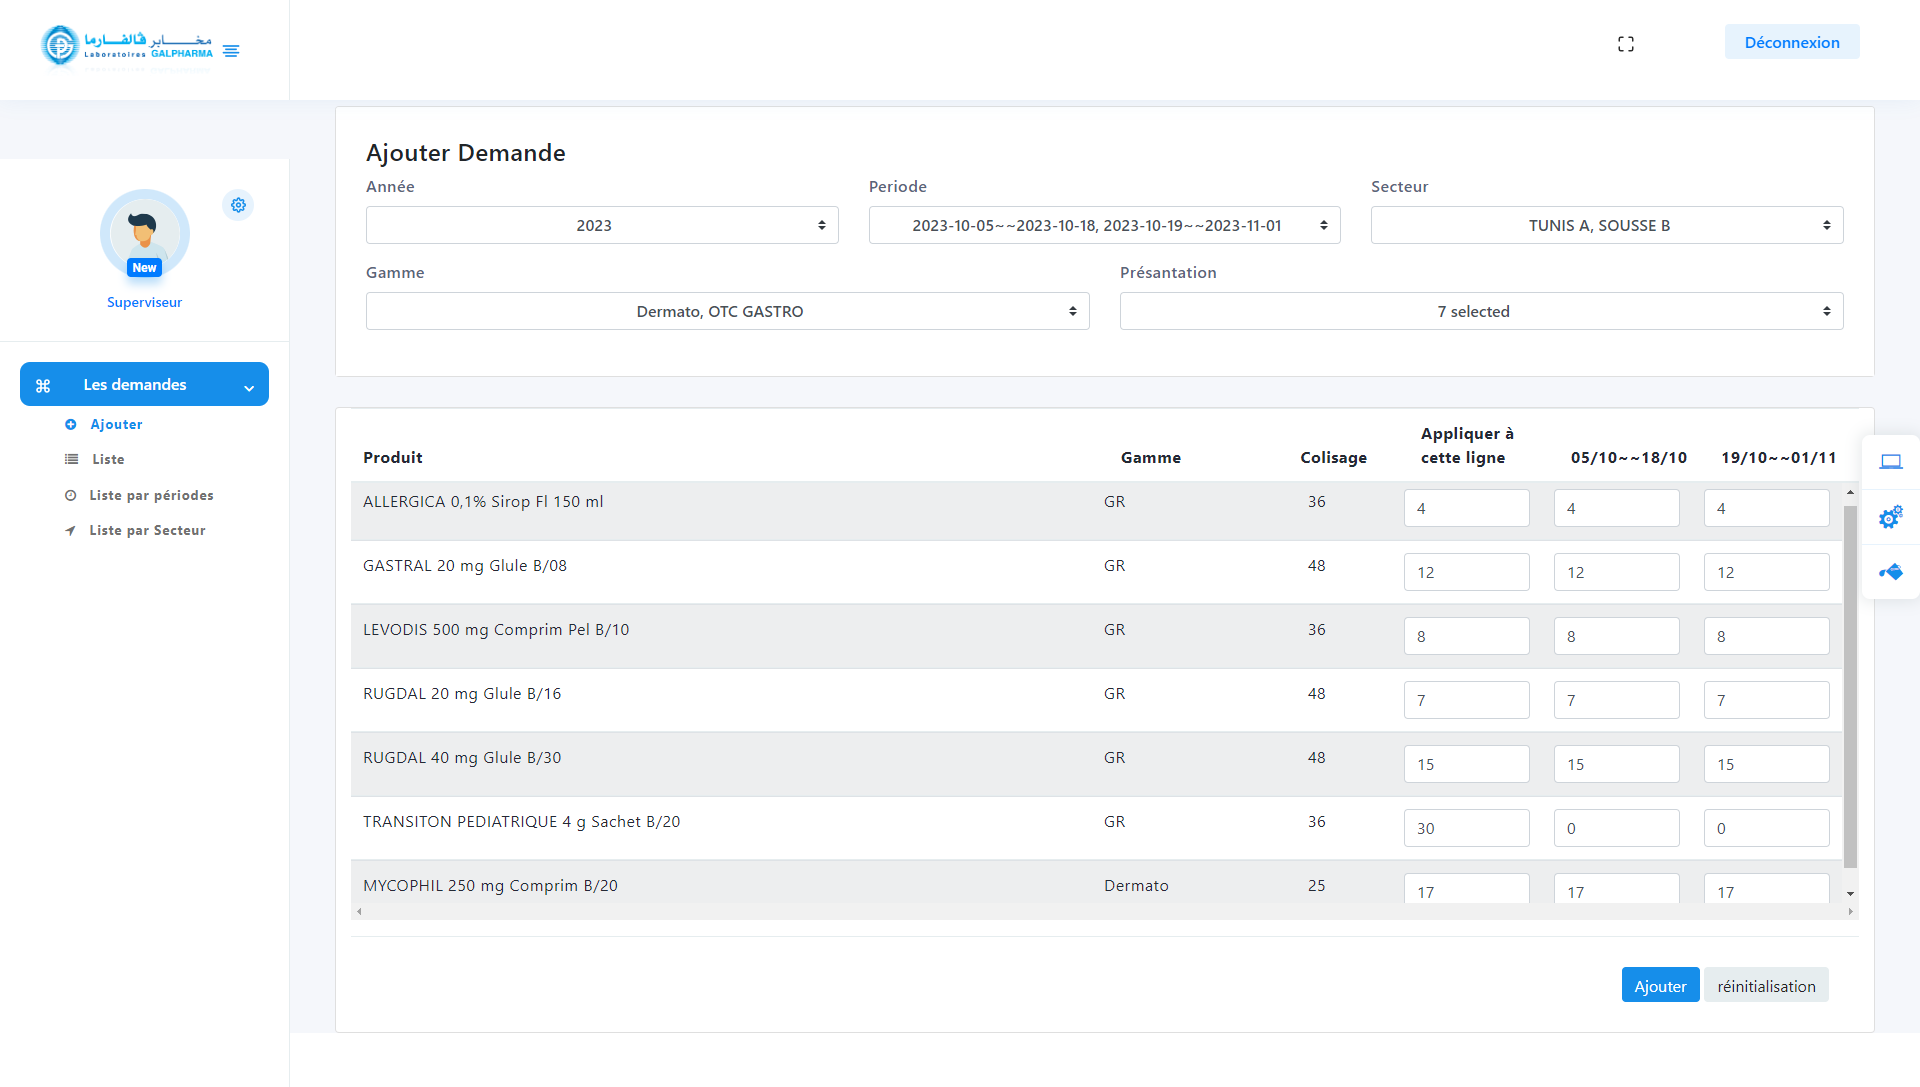 مخـــابر ڤالفـــارما
Laboratoires GALPHARMA
Déconnexion
New
Superviseur
Les demandes
Ajouter
Liste
Liste par périodes
Liste par Secteur
Ajouter Demande
Année Periode Secteur
2023 2023-10-05~~2023-10-18, 2023-10-19~~2023-11-01 TUNIS A, SOUSSE B
Gamme Présantation
Dermato, OTC GASTRO 7 selected
Produit Gamme Colisage Appliquer à cette ligne 05/10~~18/10 19/10~~01/11
ALLERGICA 0,1% Sirop Fl 150 ml GR 36 4 4 4
GASTRAL 20 mg Glule B/08 GR 48 12 12 12
LEVODIS 500 mg Comprim Pel B/10 GR 36 8 8 8
RUGDAL 20 mg Glule B/16 GR 48 7 7 7
RUGDAL 40 mg Glule B/30 GR 48 15 15 15
TRANSITON PEDIATRIQUE 4 g Sachet B/20 GR 36 30 0 0
MYCOPHIL 250 mg Comprim B/20 Dermato 25 17 17 17
Ajouter réinitialisation